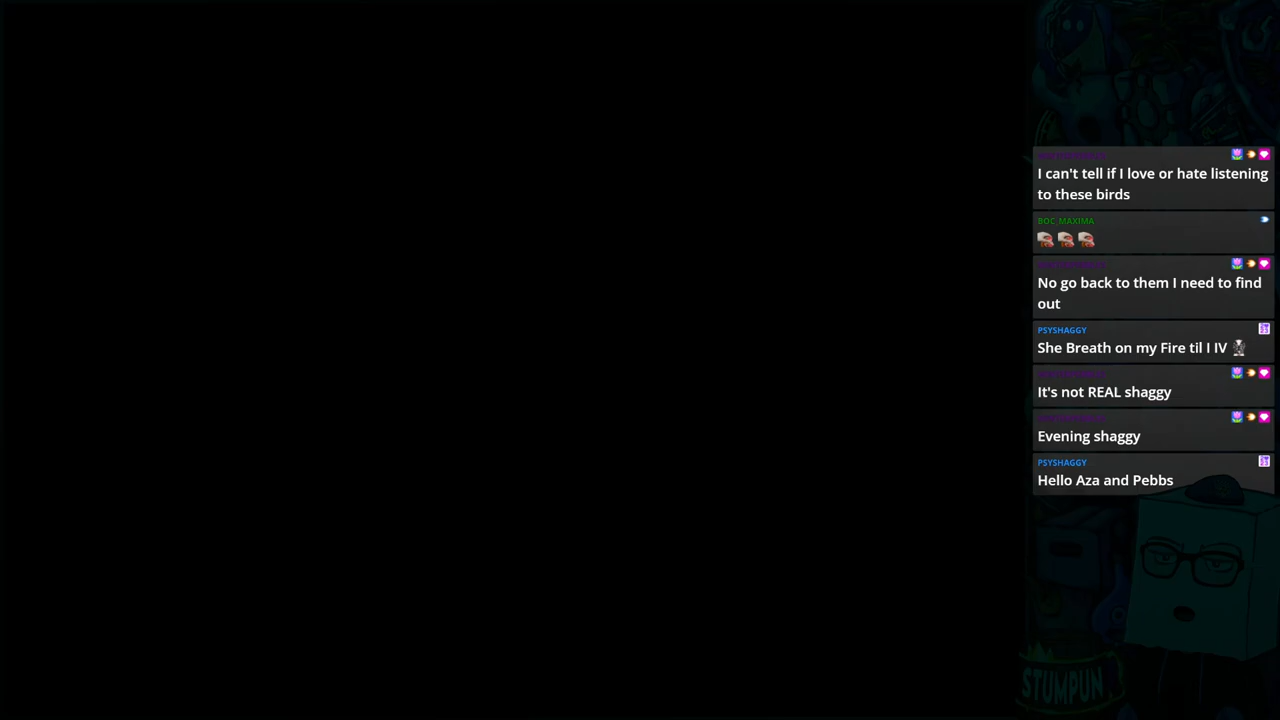 I can't tell if I love or hate listening
to these birds
BOC_MAXIMA
No go back to them I need to find
out
PSYSHAGGY
She Breath on my Fire til I IV
It's not REAL shaggy
Evening shaggy
PSYSHAGGY
Hello Aza and Pebbs
STUMPUN